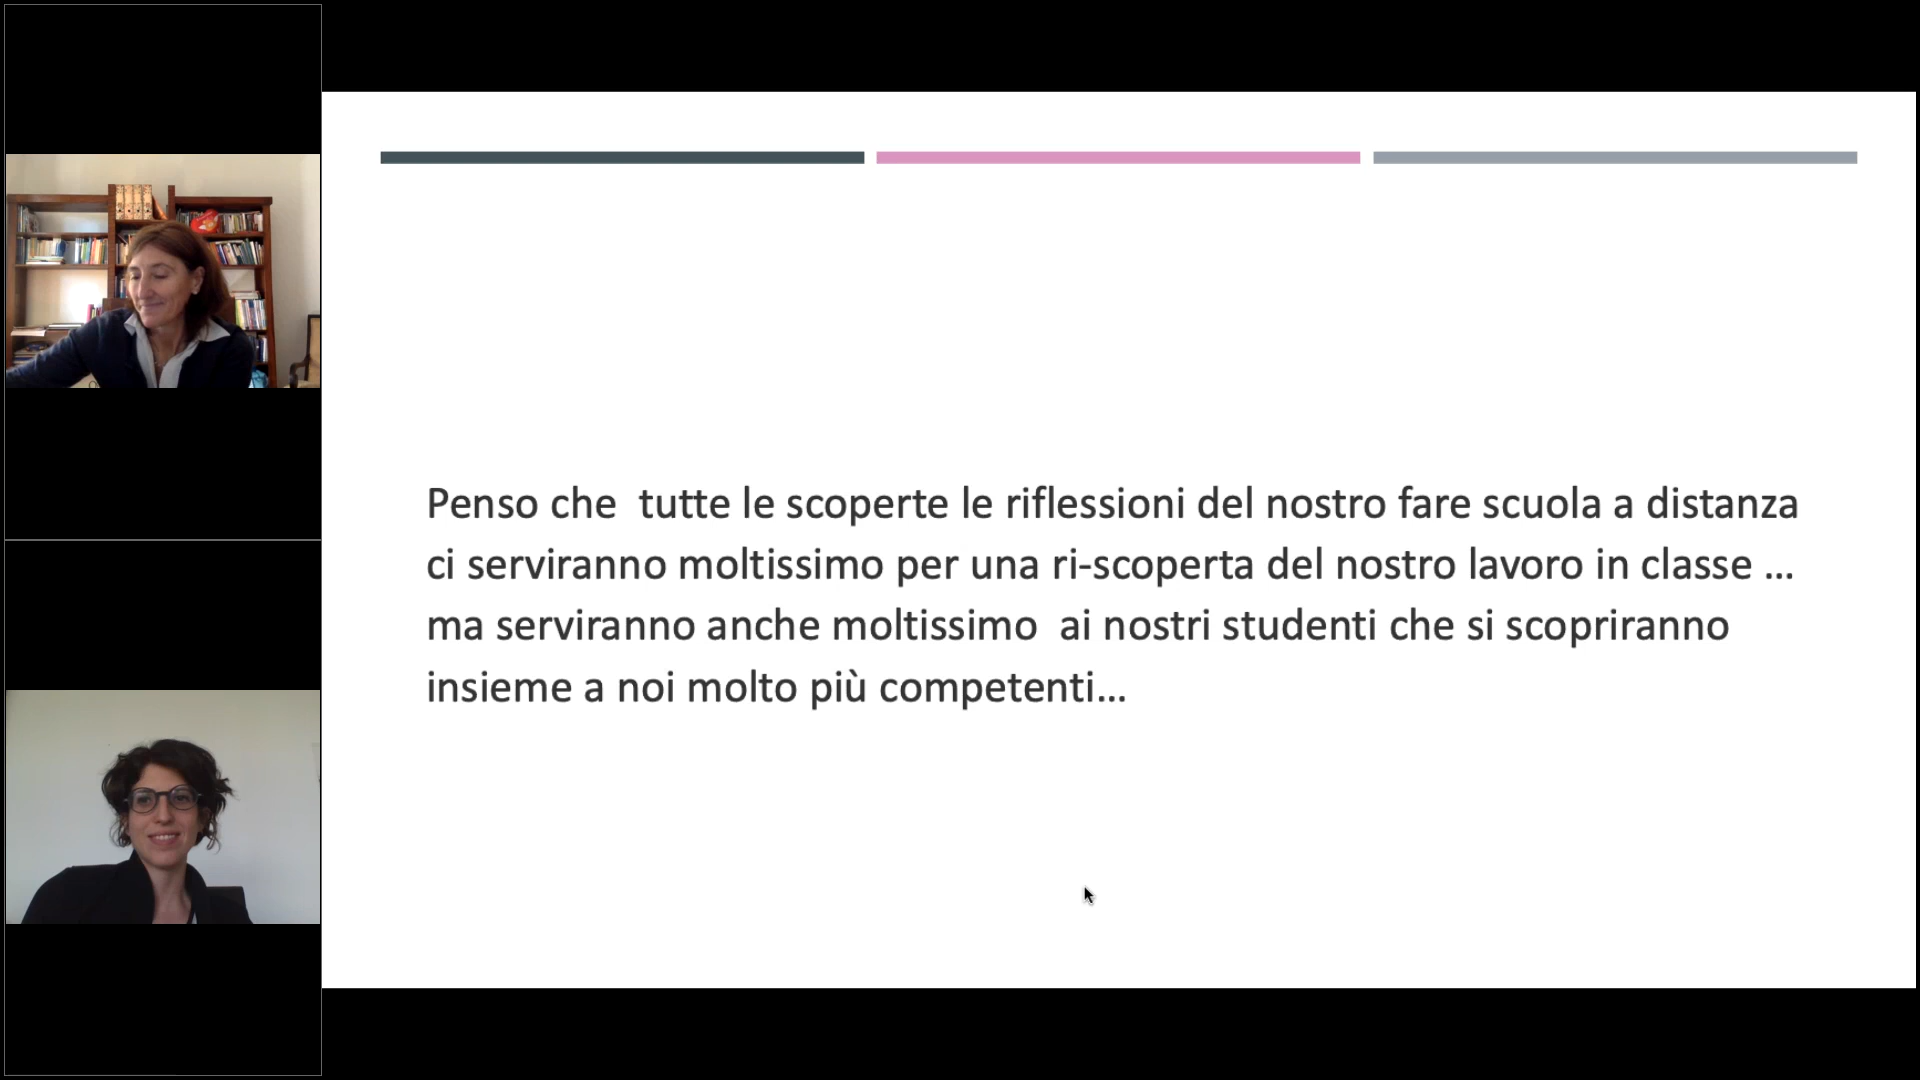 Penso che  tutte le scoperte le riflessioni del nostro fare scuola a distanza
ci serviranno moltissimo per una ri-scoperta del nostro lavoro in classe ...
ma serviranno anche moltissimo  ai nostri studenti che si scopriranno
insieme a noi molto più competenti...